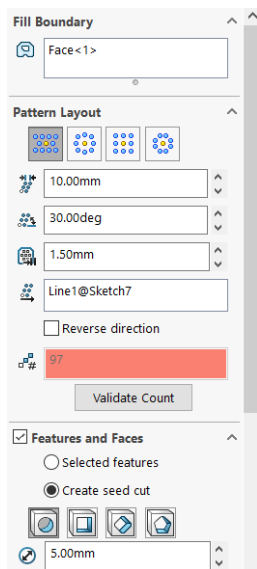 Fill Boundary
Face<1>
Pattern Layout
10.00mm
30.00deg
1.50mm
Line1@Sketch7
Reverse direction
# 97
Validate Count
Features and Faces
Selected features
Create seed cut
5.00mm